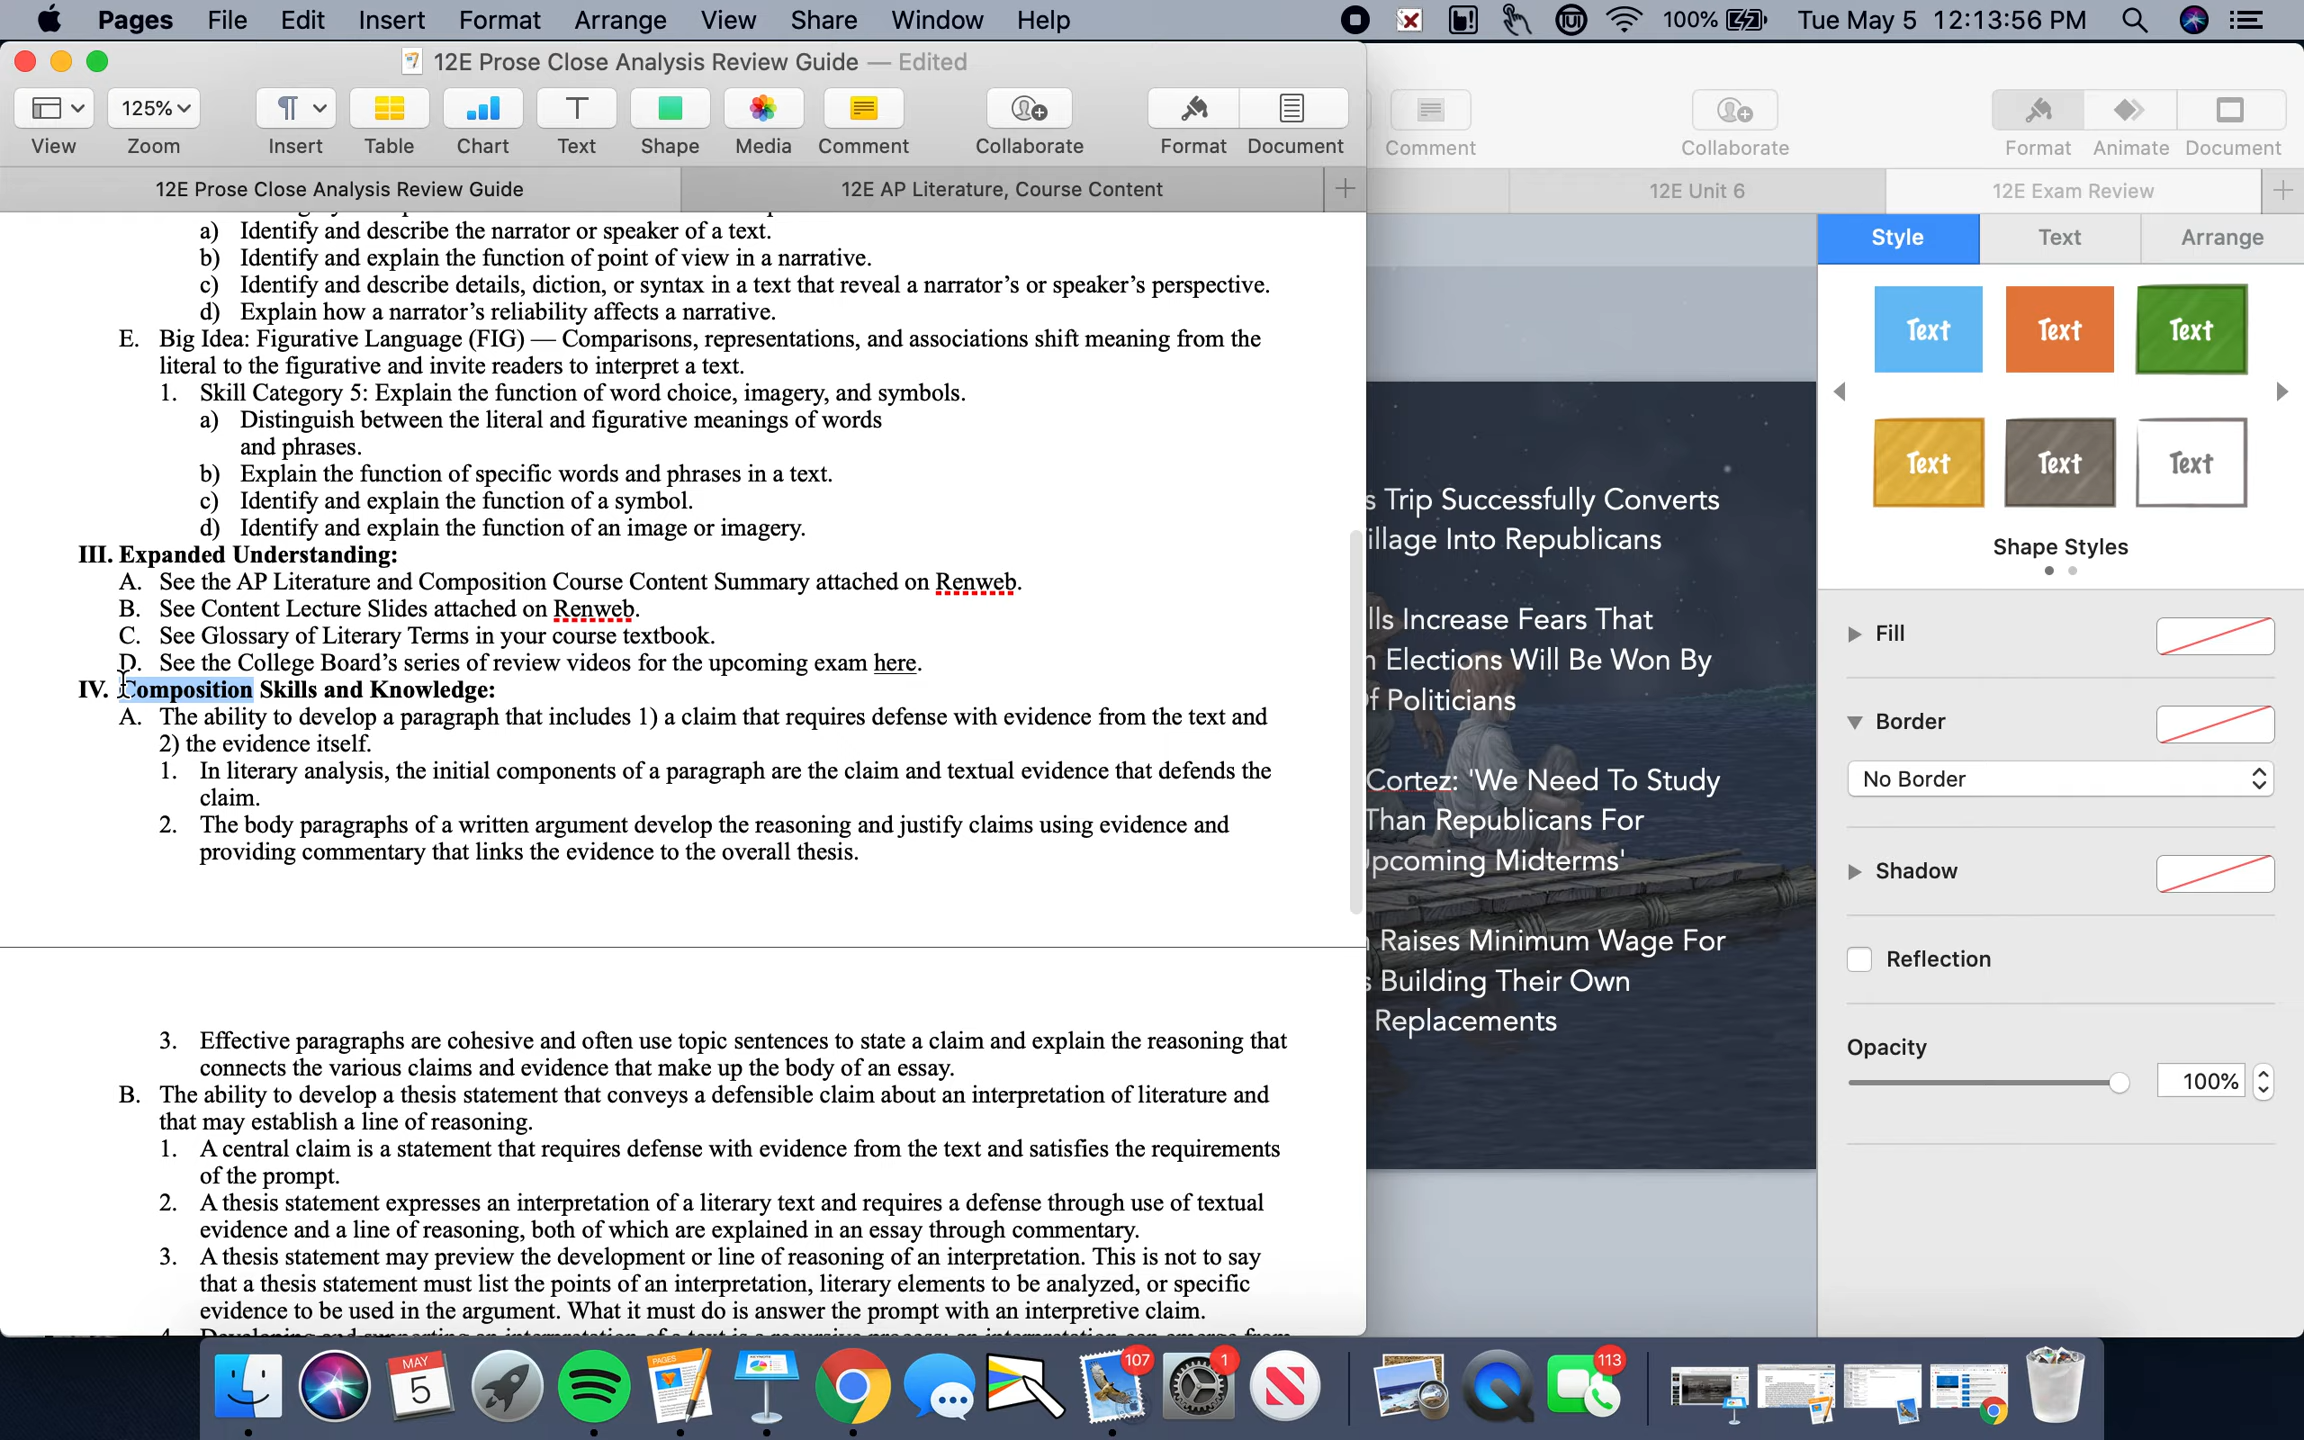 Pages File Edit Insert Format Arrange View Share Window Help 100% Tue May 5 12:13:56 PM
12E Prose Close Analysis Review Guide — Edited
125%
View Zoom Insert Table Chart Text Shape Media Comment Collaborate Format Document
Comment Collaborate Format Animate Document
12E Prose Close Analysis Review Guide 12E AP Literature, Course Content
12E Unit 6 12E Exam Review
a) Identify and describe the narrator or speaker of a text.
b) Identify and explain the function of point of view in a narrative.
c) Identify and describe details, diction, or syntax in a text that reveal a narrator’s or speaker’s perspective.
d) Explain how a narrator’s reliability affects a narrative.
E. Big Idea: Figurative Language (FIG) — Comparisons, representations, and associations shift meaning from the
literal to the figurative and invite readers to interpret a text.
1. Skill Category 5: Explain the function of word choice, imagery, and symbols.
a) Distinguish between the literal and figurative meanings of words
and phrases.
b) Explain the function of specific words and phrases in a text.
c) Identify and explain the function of a symbol.
d) Identify and explain the function of an image or imagery.
III. Expanded Understanding:
A. See the AP Literature and Composition Course Content Summary attached on Renweb.
B. See Content Lecture Slides attached on Renweb.
C. See Glossary of Literary Terms in your course textbook.
D. See the College Board’s series of review videos for the upcoming exam here.
IV. Composition Skills and Knowledge:
A. The ability to develop a paragraph that includes 1) a claim that requires defense with evidence from the text and
2) the evidence itself.
1. In literary analysis, the initial components of a paragraph are the claim and textual evidence that defends the
claim.
2. The body paragraphs of a written argument develop the reasoning and justify claims using evidence and
providing commentary that links the evidence to the overall thesis.
3. Effective paragraphs are cohesive and often use topic sentences to state a claim and explain the reasoning that
connects the various claims and evidence that make up the body of an essay.
B. The ability to develop a thesis statement that conveys a defensible claim about an interpretation of literature and
that may establish a line of reasoning.
1. A central claim is a statement that requires defense with evidence from the text and satisfies the requirements
of the prompt.
2. A thesis statement expresses an interpretation of a literary text and requires a defense through use of textual
evidence and a line of reasoning, both of which are explained in an essay through commentary.
3. A thesis statement may preview the development or line of reasoning of an interpretation. This is not to say
that a thesis statement must list the points of an interpretation, literary elements to be analyzed, or specific
evidence to be used in the argument. What it must do is answer the prompt with an interpretive claim.
s Trip Successfully Converts
illage Into Republicans
lls Increase Fears That
n Elections Will Be Won By
Of Politicians
Cortez: 'We Need To Study
Than Republicans For
Upcoming Midterms'
Raises Minimum Wage For
s Building Their Own
Replacements
Style Text Arrange
Text Text Text
Text Text Text
Shape Styles
Fill
Border
No Border
Shadow
Reflection
Opacity
100%
MAY
5
PAGES
107
1
N
113